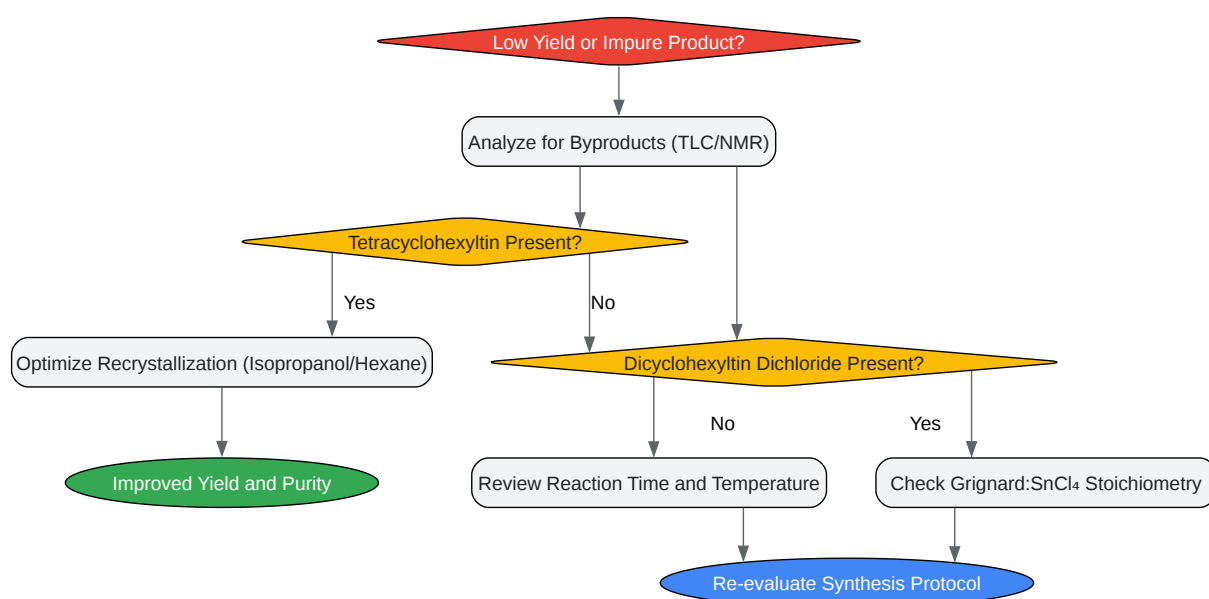 Low Yield or Impure Product?
Analyze for Byproducts (TLC/NMR)
Tetracyclohexyltin Present?
Yes
No
Optimize Recrystallization (Isopropanol/Hexane)
Dicyclohexyltin Dichloride Present?
No
Yes
Improved Yield and Purity
Review Reaction Time and Temperature
Check Grignard:SnCl₄ Stoichiometry
Re-evaluate Synthesis Protocol